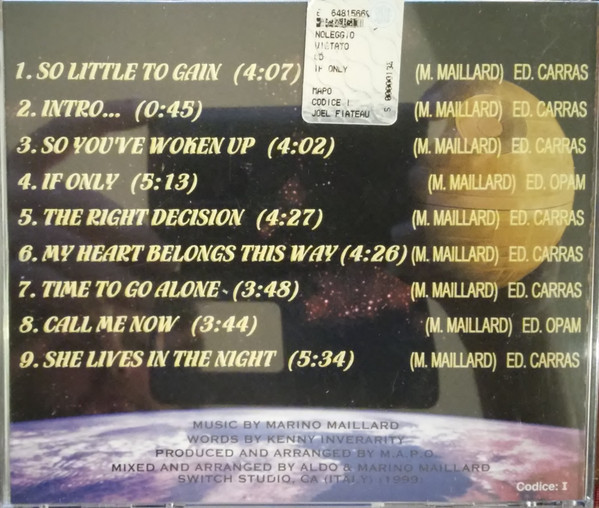 E 6481566
NOLEGGIO
VIETATO
CD
IF ONLY
MAPO
CODICE I
JOEL FIATEAU
1. SO LITTLE TO GAIN (4:07) (M. MAILLARD) ED. CARRAS
2. INTRO... (0:45) (M. MAILLARD) ED. CARRAS
3. SO YOU'VE WOKEN UP (4:02) (M. MAILLARD) ED. CARRAS
4. IF ONLY (5:13) (M. MAILLARD) ED. OPAM
5. THE RIGHT DECISION (4:27) (M. MAILLARD) ED. CARRAS
6. MY HEART BELONGS THIS WAY (4:26) (M. MAILLARD) ED. CARRAS
7. TIME TO GO ALONE (3:48) (M. MAILLARD) ED. CARRAS
8. CALL ME NOW (3:44) (M. MAILLARD) ED. OPAM
9. SHE LIVES IN THE NIGHT (5:34) (M. MAILLARD) ED. CARRAS
MUSIC BY MARINO MAILLARD
WORDS BY KENNY INVERARITY
PRODUCED AND ARRANGED BY M.A.P.O.
MIXED AND ARRANGED BY ALDO & MARINO MAILLARD
SWITCH STUDIO, CA (ITALY) (1999)
Codice: I